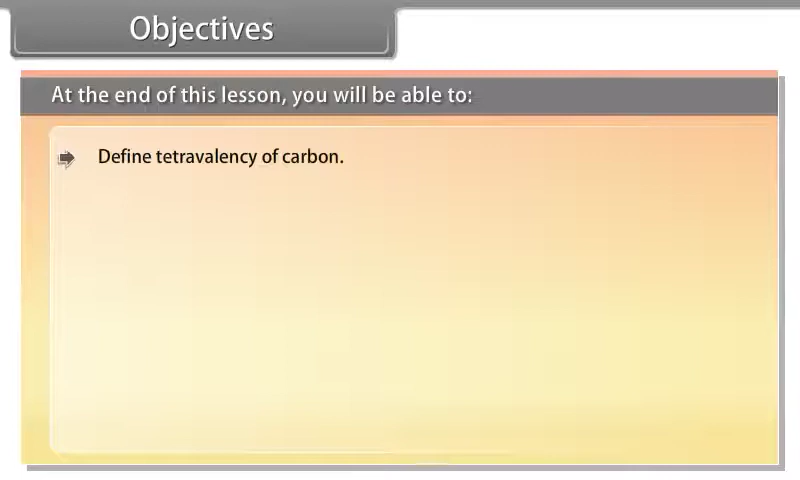 Objectives
At the end of this lesson, you will be able to:
Define tetravalency of carbon.